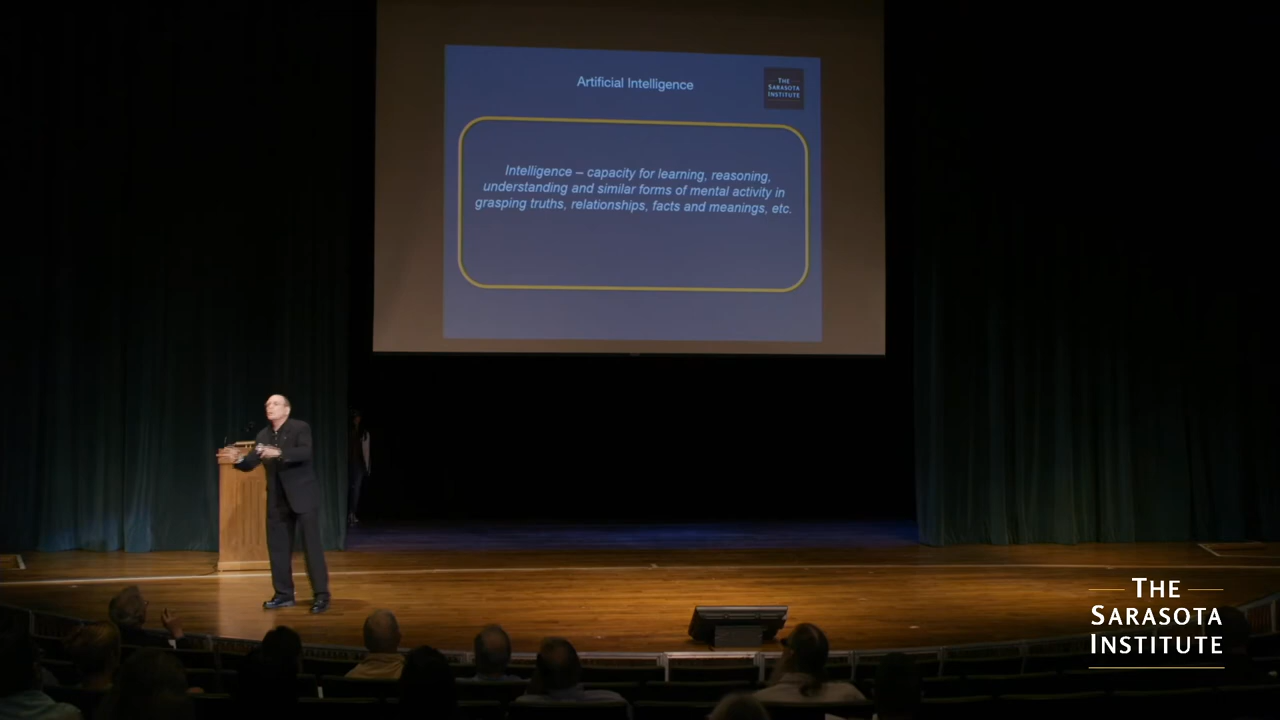 Artificial Intelligence
THE
SARASOTA
INSTITUTE
Intelligence – capacity for learning, reasoning,
understanding and similar forms of mental activity in
grasping truths, relationships, facts and meanings, etc.
THE
SARASOTA
INSTITUTE